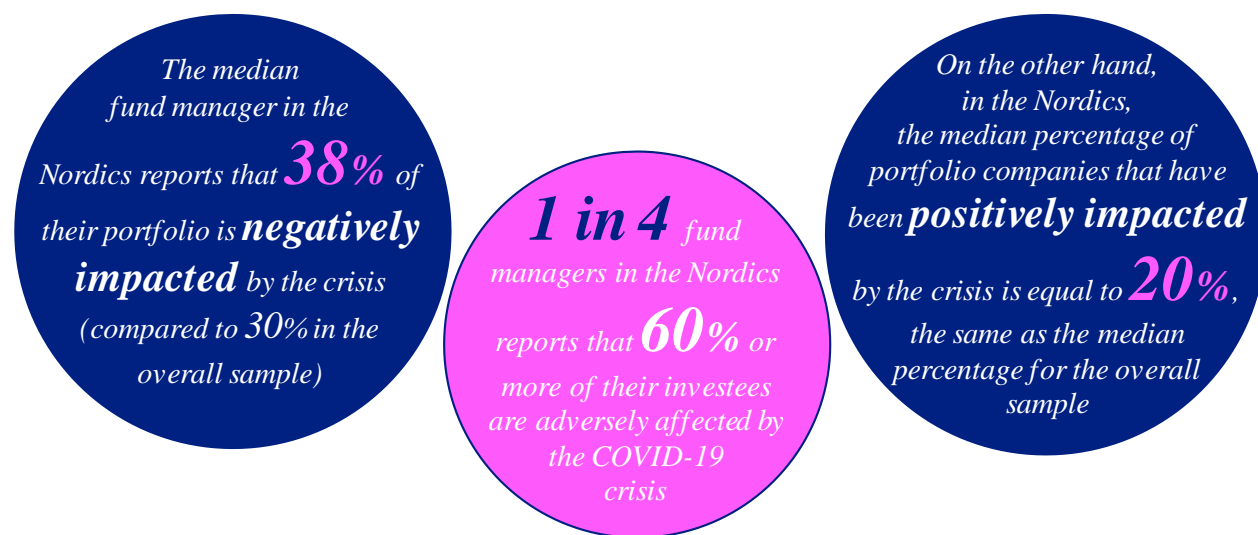 The median
fund manager in the
Nordics reports that 38% of
their portfolio is negatively
impacted by the crisis
(compared to 30% in the
overall sample)
1 in 4 fund
managers in the Nordics
reports that 60% or
more of their investees
are adversely affected by
the COVID-19
crisis
On the other hand,
in the Nordics,
the median percentage of
portfolio companies that have
been positively impacted
by the crisis is equal to 20%,
the same as the median
percentage for the overall
sample